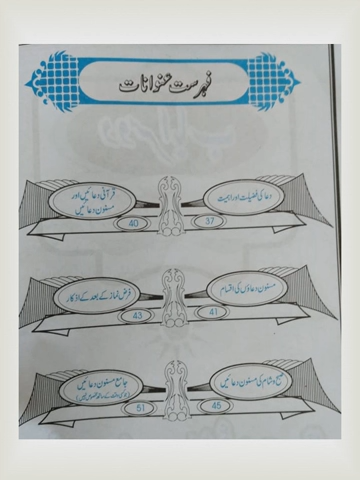 فہرست عنوانات
دعا کی فضیلت اور اہمیت
37
قرآنی دعائیں اور
مسنون دعائیں
40
مسنون دعاؤں کی اقسام
41
فرض نماز کے بعد کے اذکار
43
صبح و شام کی مسنون دعائیں
45
جامع مسنون دعائیں
51